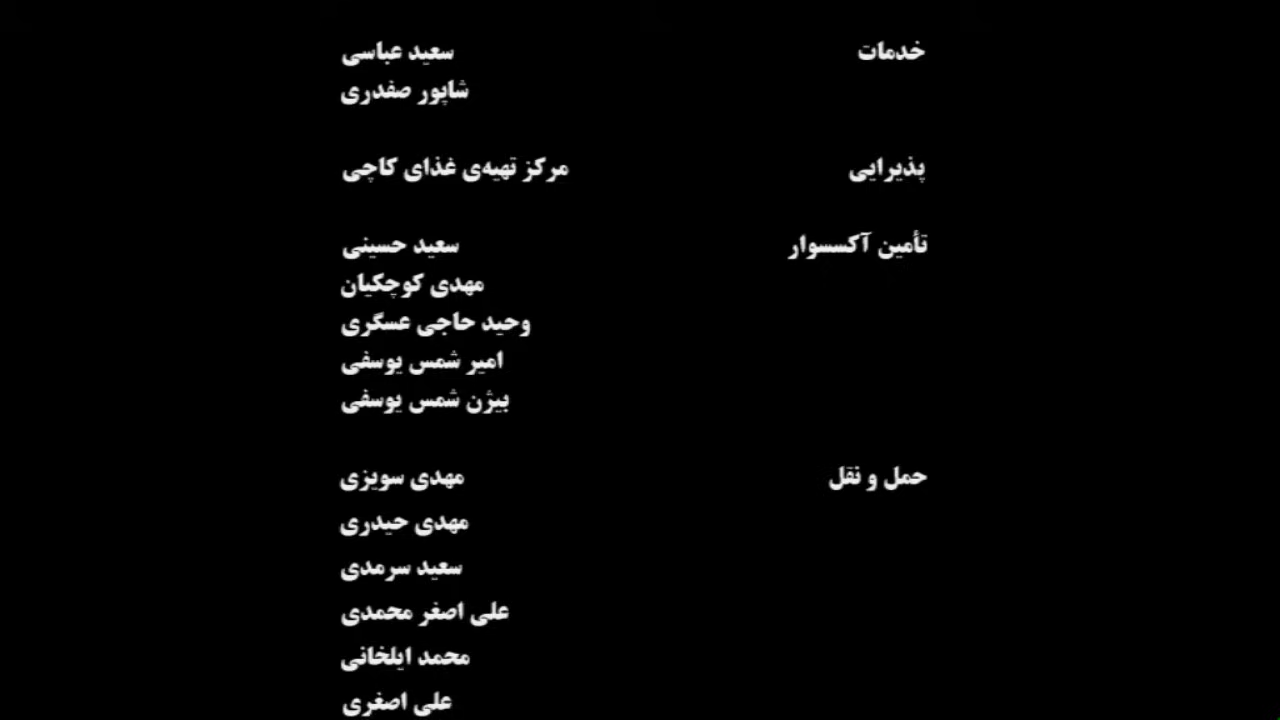 خدمات سعید عباسی
شاپور صفدری
پذیرایی مرکز تهیه‌ی غذای کاچی
تأمین آکسسوار سعید حسینی
مهدی کوچکیان
وحید حاجی عسگری
امیر شمس یوسفی
بیژن شمس یوسفی
حمل و نقل مهدی سویزی
مهدی حیدری
سعید سرمدی
علی اصغر محمدی
محمد ایلخانی
علی اصغری